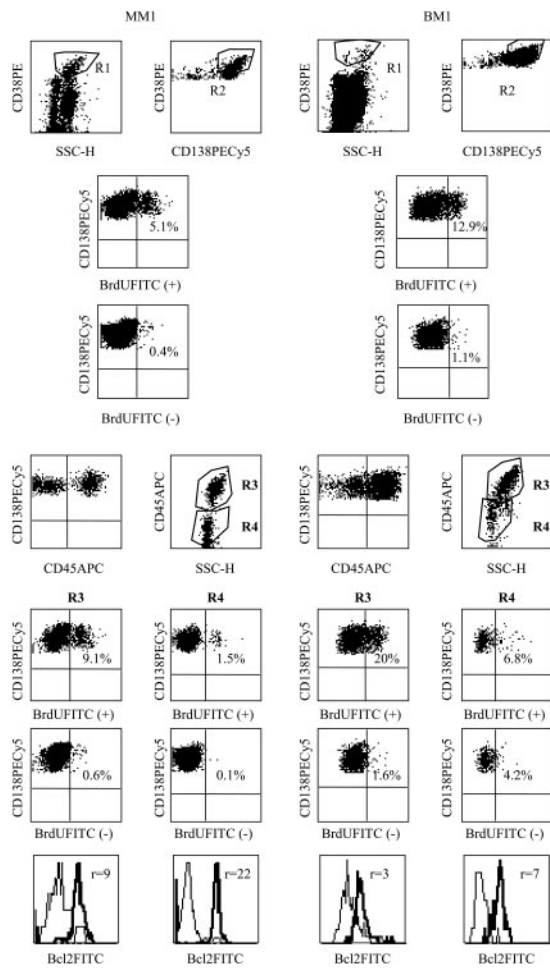 MM1 BM1
CD38PE R1 CD38PE R2 CD38PE R1 CD38PE R2
SSC-H CD138PECy5 SSC-H CD138PECy5
CD138PECy5 5.1% CD138PECy5 12.9%
BrdUFITC (+) BrdUFITC (+)
CD138PECy5 0.4% CD138PECy5 1.1%
BrdUFITC (-) BrdUFITC (-)
CD138PECy5 CD45APC R3 R4 CD138PECy5 CD45APC R3 R4
CD45APC SSC-H CD45APC SSC-H
R3 R4 R3 R4
CD138PECy5 9.1% CD138PECy5 1.5% CD138PECy5 20% CD138PECy5 6.8%
BrdUFITC (+) BrdUFITC (+) BrdUFITC (+) BrdUFITC (+)
CD138PECy5 0.6% CD138PECy5 0.1% CD138PECy5 1.6% CD138PECy5 4.2%
BrdUFITC (-) BrdUFITC (-) BrdUFITC (-) BrdUFITC (-)
r=9 r=22 r=3 r=7
Bcl2FITC Bcl2FITC Bcl2FITC Bcl2FITC